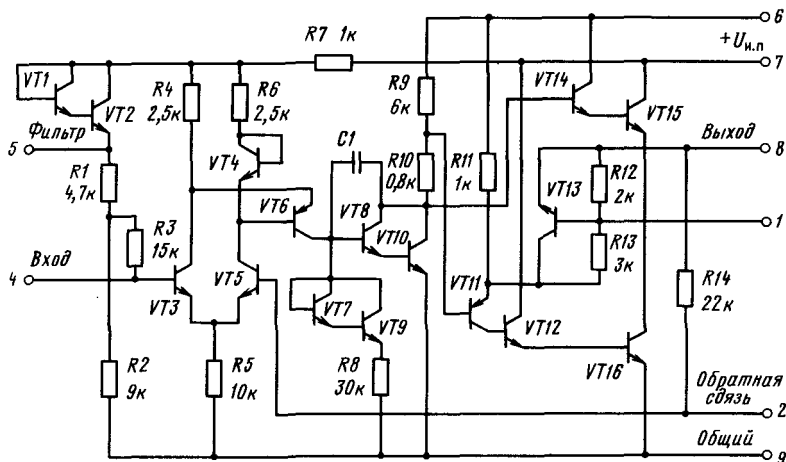 R7 1к
6
+Uи.п
7
VT1
VT2
R4
2,5к
R6
2,5к
R9
6к
VT14
VT15
Фильтр
5
Выход
8
VT4
C1
R10
0,8к
R11
1к
R12
2к
VT13
R1
4,7к
VT6
VT8
VT10
1
R3
15к
R13
3к
Вход
4
VT3
VT5
VT11
R14
22к
VT7
VT9
VT12
R2
9к
R5
10к
R8
30к
VT16
Обратная
связь
2
Общий
9